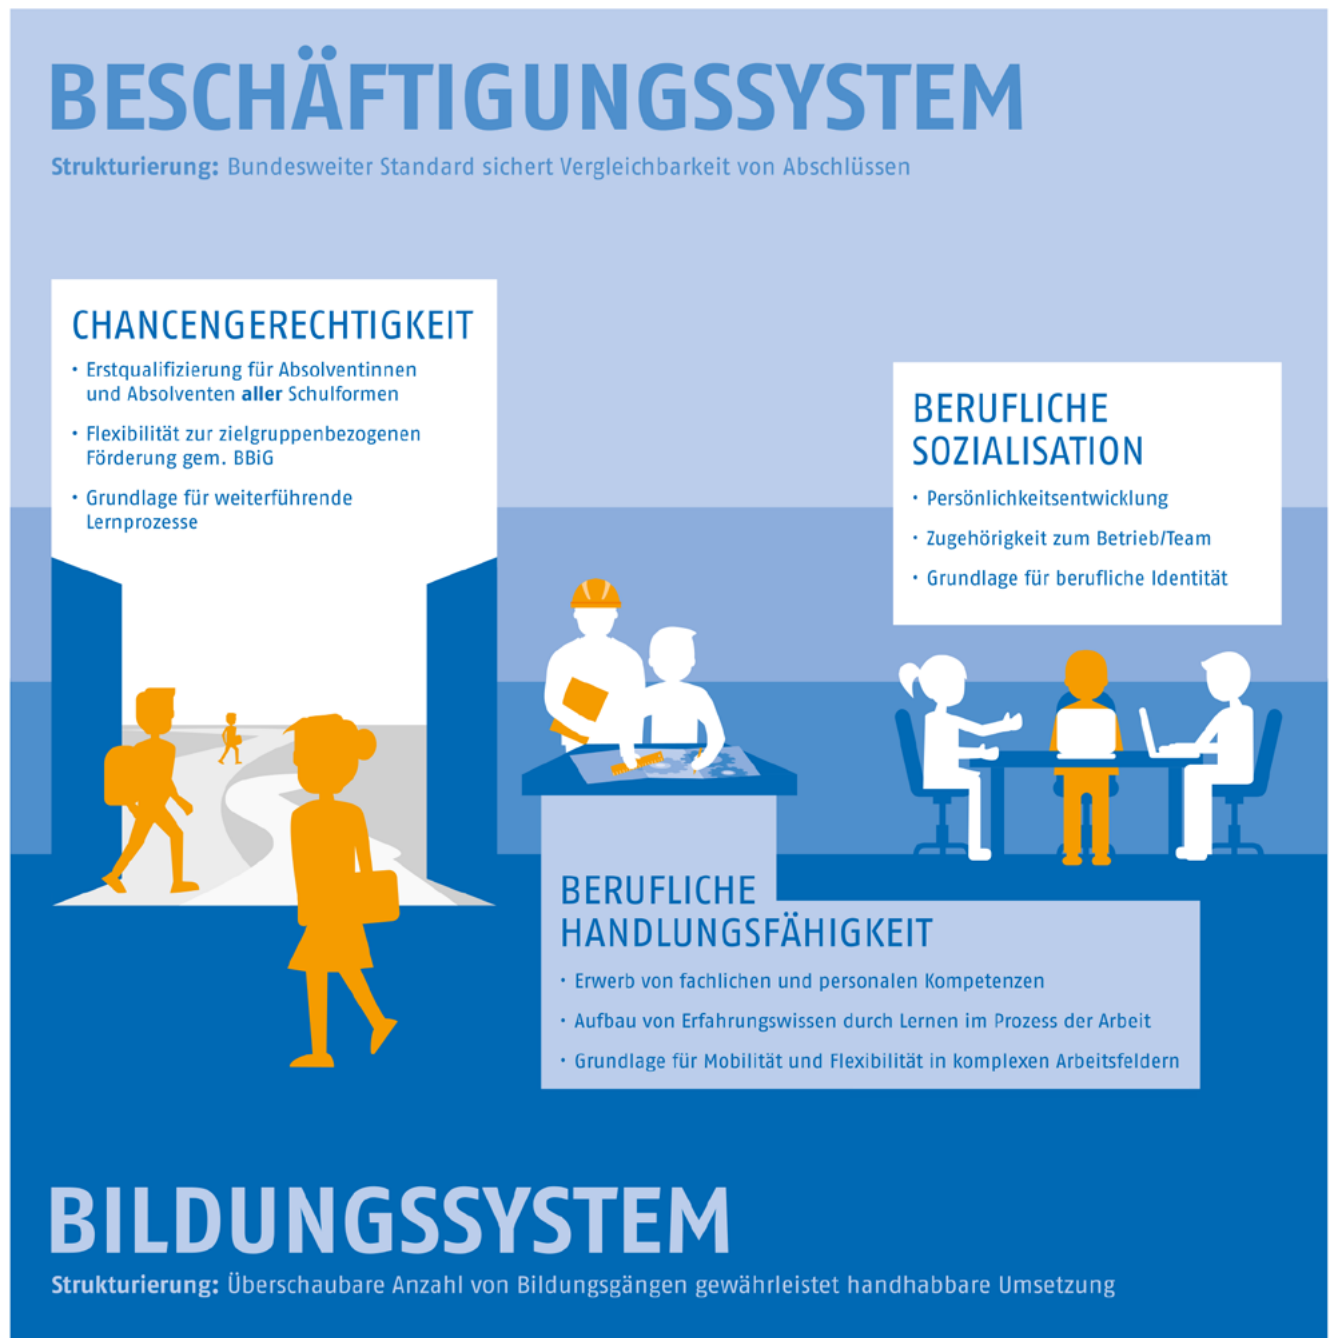 BESCHÄFTIGUNGSSYSTEM
Strukturierung: Bundesweiter Standard sichert Vergleichbarkeit von Abschlüssen
CHANCENGERECHTIGKEIT
• Erstqualifizierung für Absolventinnen
und Absolventen aller Schulformen
• Flexibilität zur zielgruppenbezogenen
Förderung gem. BBiG
• Grundlage für weiterführende
Lernprozesse
BERUFLICHE
SOZIALISATION
• Persönlichkeitsentwicklung
• Zugehörigkeit zum Betrieb/Team
• Grundlage für berufliche Identität
BERUFLICHE
HANDLUNGSFÄHIGKEIT
• Erwerb von fachlichen und personalen Kompetenzen
• Aufbau von Erfahrungswissen durch Lernen im Prozess der Arbeit
• Grundlage für Mobilität und Flexibilität in komplexen Arbeitsfeldern
BILDUNGSSYSTEM
Strukturierung: Überschaubare Anzahl von Bildungsgängen gewährleistet handhabbare Umsetzung